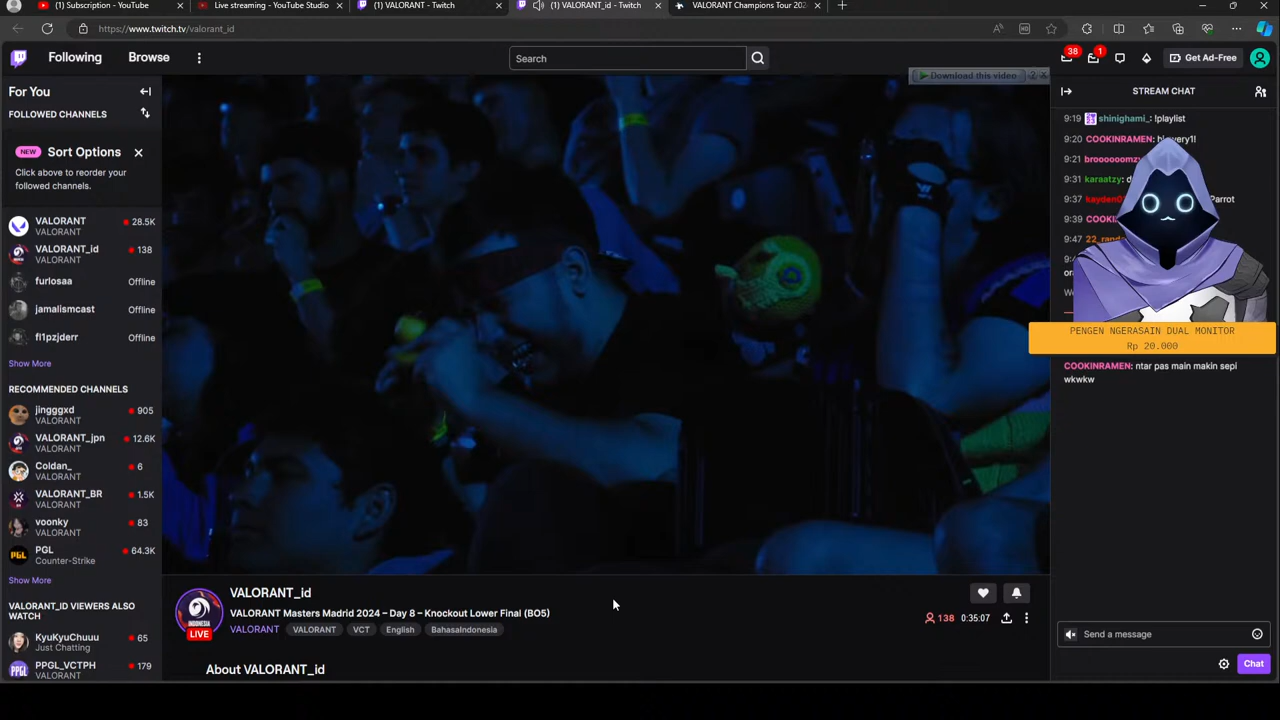 (1) Subscription - YouTube
Live streaming - YouTube Studio
(1) VALORANT - Twitch
(1) VALORANT_id - Twitch
VALORANT Champions Tour 202
https://www.twitch.tv/valorant_id
Following
Browse
Search
38
1
Get Ad-Free
Download this video
?
For You
FOLLOWED CHANNELS
NEW Sort Options
Click above to reorder your
followed channels.
VALORANT 28.5K
VALORANT
VALORANT_id 138
VALORANT
furlosaa Offline
jamalismcast Offline
fl1pzjderr Offline
Show More
RECOMMENDED CHANNELS
jingggxd 905
VALORANT
VALORANT_jpn 12.6K
VALORANT
Coldan_ 6
VALORANT
VALORANT_BR 1.5K
VALORANT
voonky 83
VALORANT
PGL 64.3K
Counter-Strike
Show More
VALORANT_ID VIEWERS ALSO
WATCH
KyuKyuChuuu 65
Just Chatting
PPGL_VCTPH 179
VALORANT
INDONESIA
LIVE
VALORANT_id
VALORANT Masters Madrid 2024 – Day 8 – Knockout Lower Final (BO5)
VALORANT VALORANT VCT English BahasaIndonesia
138 0:35:07
About VALORANT_id
STREAM CHAT
9:19 shinighami_: !playlist
9:20 COOKINRAMEN:
9:21
9:31 karaatzy:
9:37 Parrot
9:39
9:47
PENGEN NGERASAIN DUAL MONITOR
Rp 20.000
COOKINRAMEN: ntar pas main makin sepi
wkwkw
Send a message
Chat